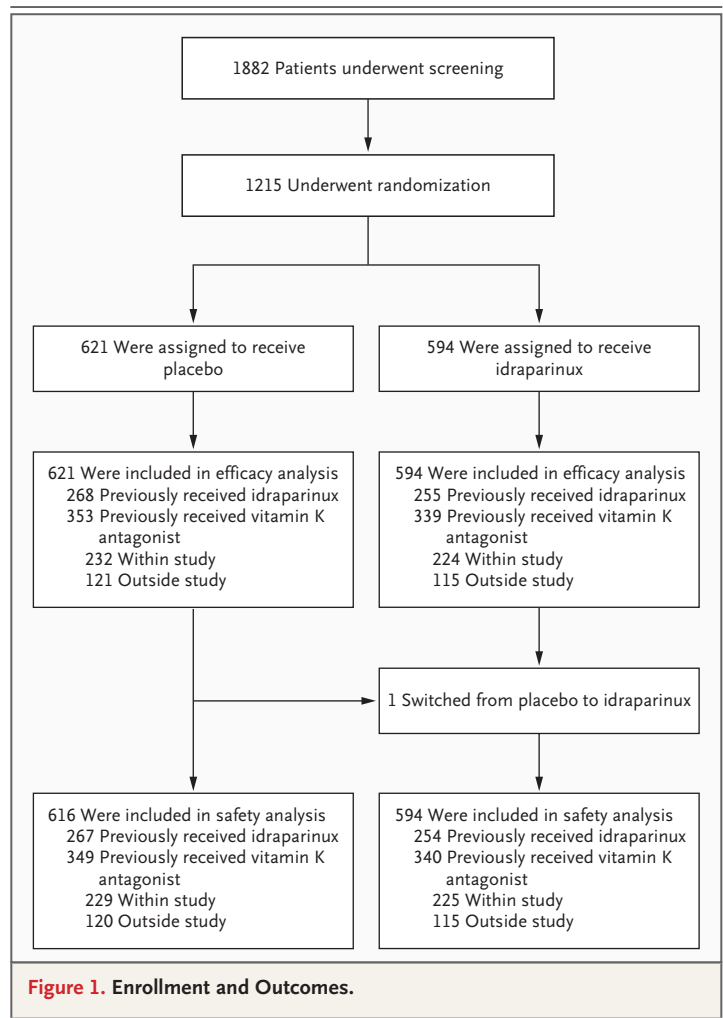 1882 Patients underwent screening
1215 Underwent randomization
621 Were assigned to receive
placebo
594 Were assigned to receive
idraparinux
621 Were included in efficacy analysis
268 Previously received idraparinux
353 Previously received vitamin K
antagonist
232 Within study
121 Outside study
594 Were included in efficacy analysis
255 Previously received idraparinux
339 Previously received vitamin K
antagonist
224 Within study
115 Outside study
1 Switched from placebo to idraparinux
616 Were included in safety analysis
267 Previously received idraparinux
349 Previously received vitamin K
antagonist
229 Within study
120 Outside study
594 Were included in safety analysis
254 Previously received idraparinux
340 Previously received vitamin K
antagonist
225 Within study
115 Outside study
Figure 1. Enrollment and Outcomes.